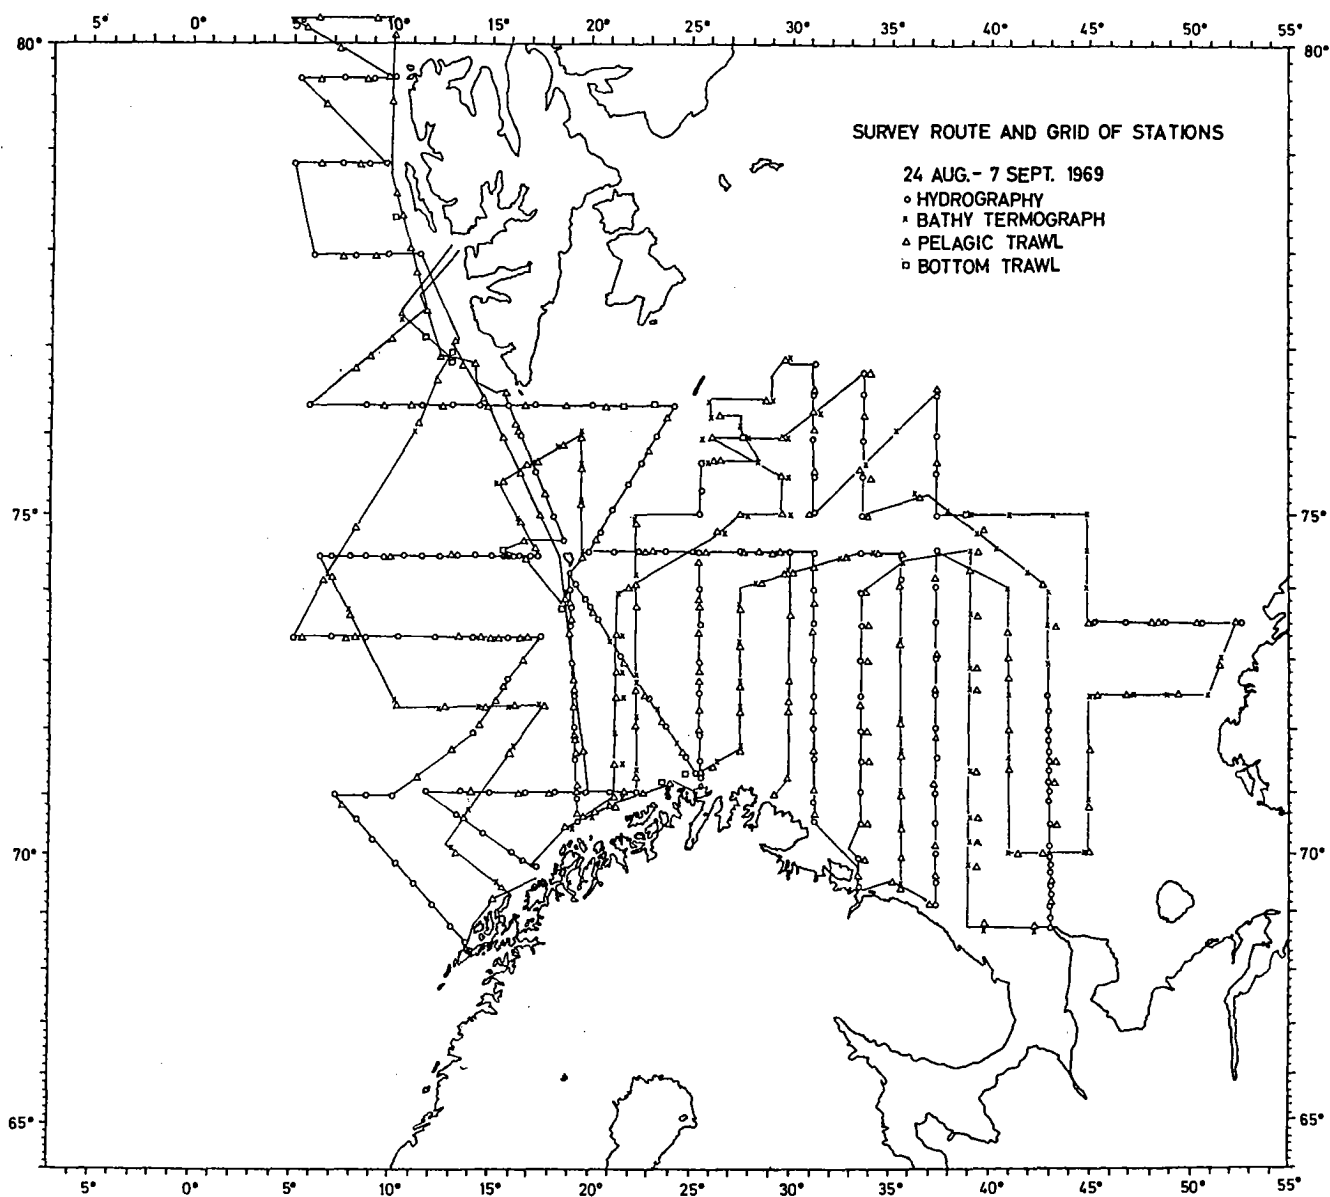 5° 0° 5° 10° 15° 20° 25° 30° 35° 40° 45° 50° 55°
80° 80°
SURVEY ROUTE AND GRID OF STATIONS
24 AUG.- 7 SEPT. 1969
HYDROGRAPHY
BATHY TERMOGRAPH
PELAGIC TRAWL
BOTTOM TRAWL
75° 75°
70° 70°
65° 65°
5° 0° 5° 10° 15° 20° 25° 30° 35° 40° 45° 50° 55°